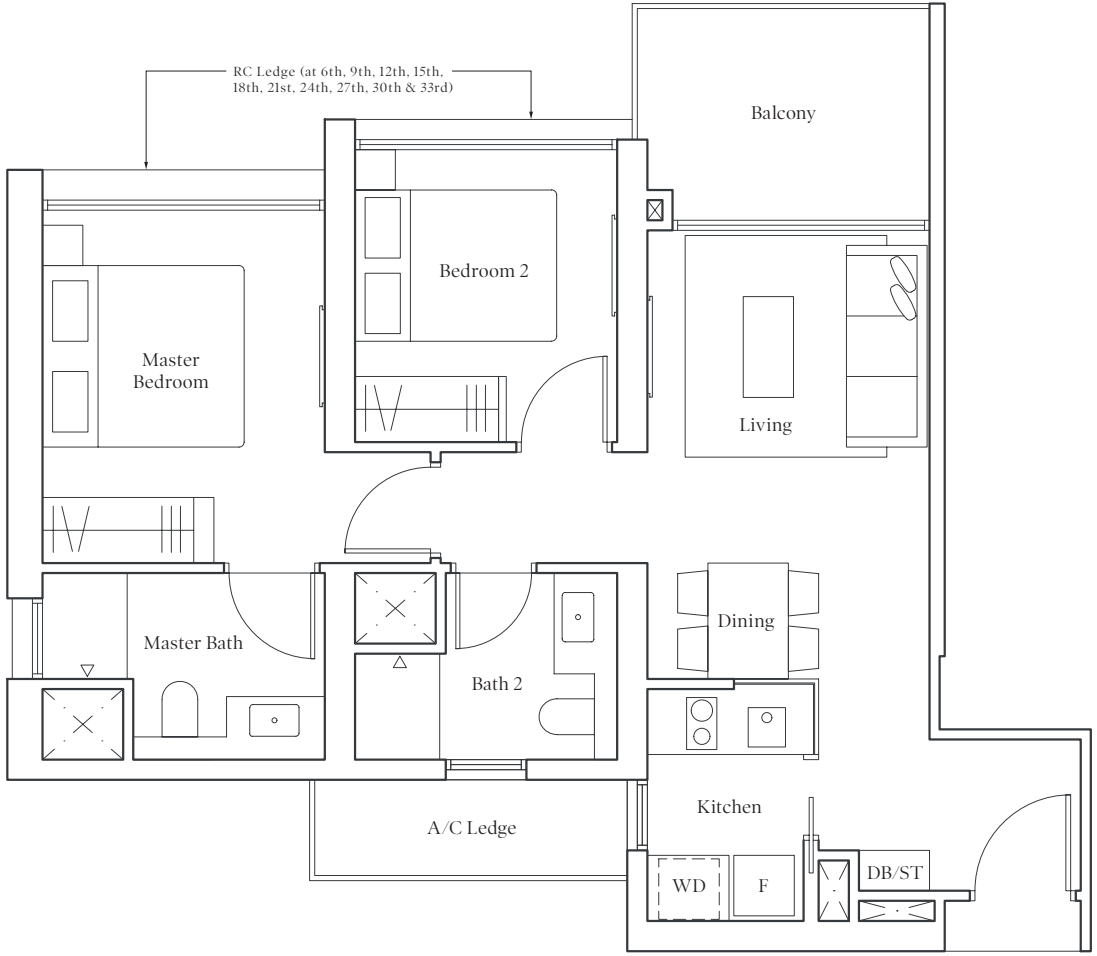 RC Ledge (at 6th, 9th, 12th, 15th,
18th, 21st, 24th, 27th, 30th & 33rd)
Balcony
Bedroom 2
Master
Bedroom
Living
Dining
Master Bath
Bath 2
Kitchen
A/C Ledge
WD
F
DB/ST